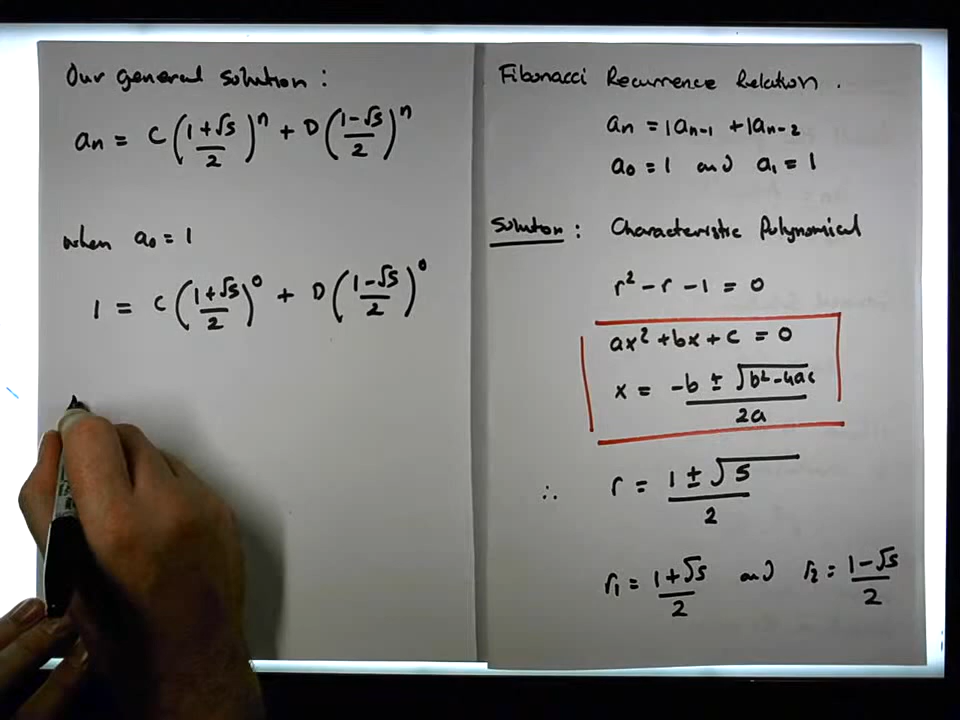 Our general solution :
aₙ = C((1+√5)/2)ⁿ + D((1-√5)/2)ⁿ
when a₀ = 1
1 = C((1+√5)/2)⁰ + D((1-√5)/2)⁰
Fibonacci Recurrence Relation .
aₙ = 1aₙ₋₁ + 1aₙ₋₂
a₀ = 1 and a₁ = 1
Solution : Characteristic Polynomial
r² - r - 1 = 0
ax² + bx + c = 0
x = (-b ± √(b²-4ac))/2a
∴ r = (1 ± √5)/2
r₁ = (1+√5)/2 and r₂ = (1-√5)/2